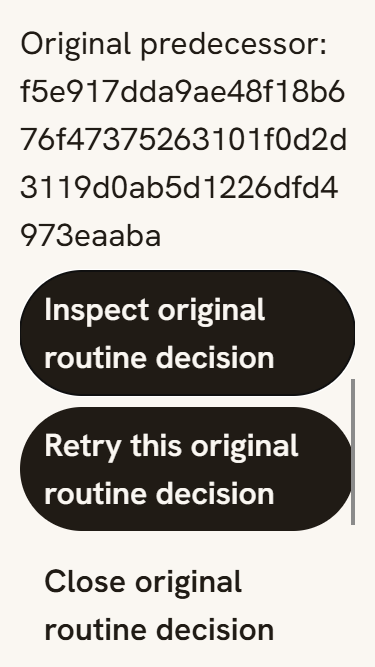 Original predecessor:
f5e917dda9ae48f18b6
76f47375263101f0d2d
3119d0ab5d1226dfd4
973eaaba
Inspect original
routine decision
Retry this original
routine decision
Close original
routine decision